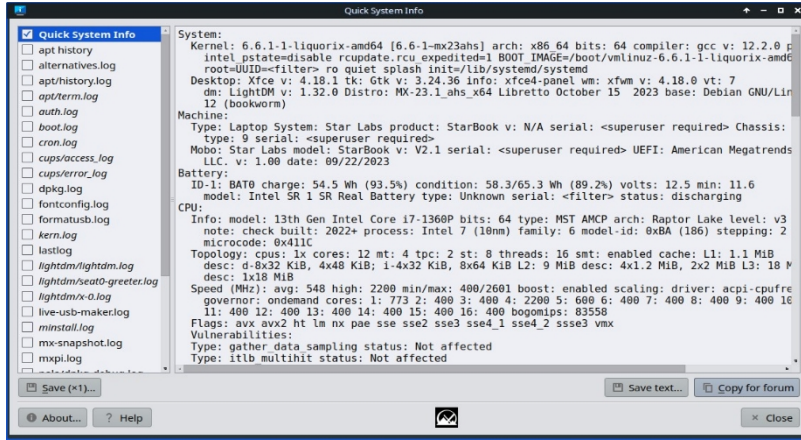 Quick System Info
Quick System Info
apt history
alternatives.log
apt/history.log
apt/term.log
auth.log
boot.log
cron.log
cups/access_log
cups/error_log
dpkg.log
fontconfig.log
formatusb.log
kern.log
lastlog
lightdm/lightdm.log
lightdm/seat0-greeter.log
lightdm/x-0.log
live-usb-maker.log
minstall.log
mx-snapshot.log
mxpi.log
System:
Kernel: 6.6.1-1-liquorix-amd64 [6.6-1~mx23ahs] arch: x86_64 bits: 64 compiler: gcc v: 12.2.0 p
intel_pstate=disable rcupdate.rcu_expedited=1 BOOT_IMAGE=/boot/vmlinuz-6.6.1-1-liquorix-amd6
root=UUID=<filter> ro quiet splash init=/lib/systemd/systemd
Desktop: Xfce v: 4.18.1 tk: Gtk v: 3.24.36 info: xfce4-panel wm: xfwm v: 4.18.0 vt: 7
dm: LightDM v: 1.32.0 Distro: MX-23.1_ahs_x64 Libretto October 15  2023 base: Debian GNU/Lin
12 (bookworm)
Machine:
Type: Laptop System: Star Labs product: StarBook v: N/A serial: <superuser required> Chassis:
type: 9 serial: <superuser required>
Mobo: Star Labs model: StarBook v: V2.1 serial: <superuser required> UEFI: American Megatrends
LLC. v: 1.00 date: 09/22/2023
Battery:
ID-1: BAT0 charge: 54.5 Wh (93.5%) condition: 58.3/65.3 Wh (89.2%) volts: 12.5 min: 11.6
model: Intel SR 1 SR Real Battery type: Unknown serial: <filter> status: discharging
CPU:
Info: model: 13th Gen Intel Core i7-1360P bits: 64 type: MST AMCP arch: Raptor Lake level: v3
note: check built: 2022+ process: Intel 7 (10nm) family: 6 model-id: 0xBA (186) stepping: 2
microcode: 0x411C
Topology: cpus: 1x cores: 12 mt: 4 tpc: 2 st: 8 threads: 16 smt: enabled cache: L1: 1.1 MiB
desc: d-8x32 KiB, 4x48 KiB; i-4x32 KiB, 8x64 KiB L2: 9 MiB desc: 4x1.2 MiB, 2x2 MiB L3: 18 M
desc: 1x18 MiB
Speed (MHz): avg: 548 high: 2200 min/max: 400/2601 boost: enabled scaling: driver: acpi-cpufre
governor: ondemand cores: 1: 773 2: 400 3: 400 4: 2200 5: 600 6: 400 7: 400 8: 400 9: 400 10
11: 400 12: 400 13: 400 14: 400 15: 400 16: 400 bogomips: 83558
Flags: avx avx2 ht lm nx pae sse sse2 sse3 sse4_1 sse4_2 ssse3 vmx
Vulnerabilities:
Type: gather_data_sampling status: Not affected
Type: itlb_multihit status: Not affected
Save (×1)...
Save text...
Copy for forum
About...
? Help
Close